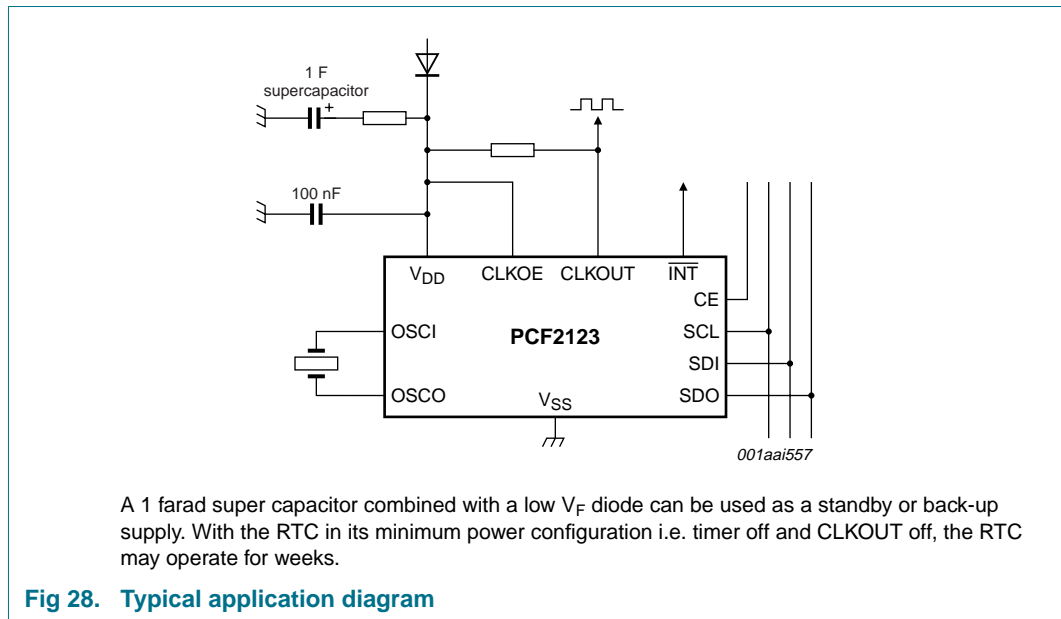 1 F
supercapacitor
+
100 nF
VDD
CLKOE
CLKOUT
INT
CE
OSCI
PCF2123
SCL
SDI
OSCO
VSS
SDO
001aai557
A 1 farad super capacitor combined with a low VF diode can be used as a standby or back-up
supply. With the RTC in its minimum power configuration i.e. timer off and CLKOUT off, the RTC
may operate for weeks.
Fig 28. Typical application diagram